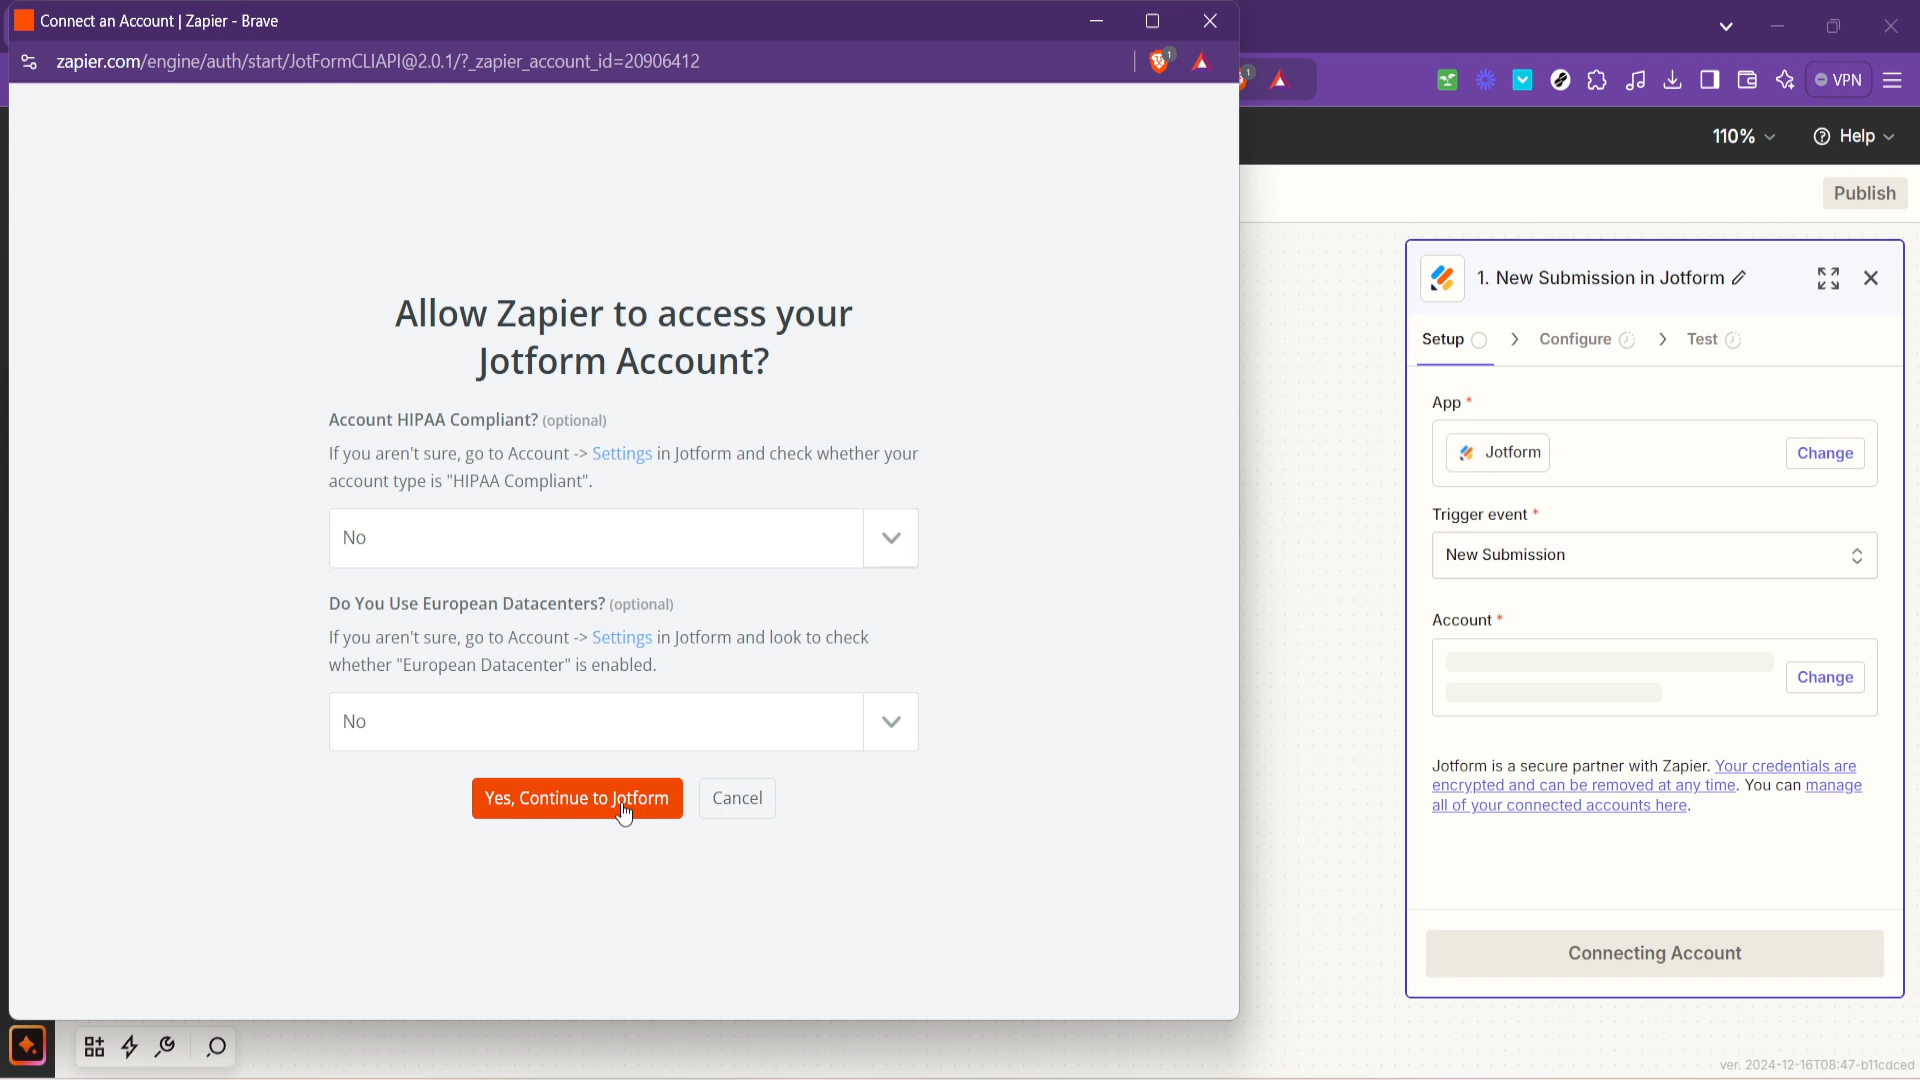 Connect an Account | Zapier - Brave
zapier.com/engine/auth/start/JotFormCLIAPI@2.0.1/?_zapier_account_id=20906412
1
1
VPN
110%
Help
Publish
Allow Zapier to access your
Jotform Account?
Account HIPAA Compliant? (optional)
If you aren't sure, go to Account -> Settings in Jotform and check whether your
account type is "HIPAA Compliant".
No
Do You Use European Datacenters? (optional)
If you aren't sure, go to Account -> Settings in Jotform and look to check
whether "European Datacenter" is enabled.
No
Yes, Continue to Jotform
Cancel
1. New Submission in Jotform
Setup
Configure
Test
App *
Jotform
Change
Trigger event *
New Submission
Account *
Change
Jotform is a secure partner with Zapier. Your credentials are
encrypted and can be removed at any time. You can manage
all of your connected accounts here.
Connecting Account
ver. 2024-12-16T08:47-b11cdced